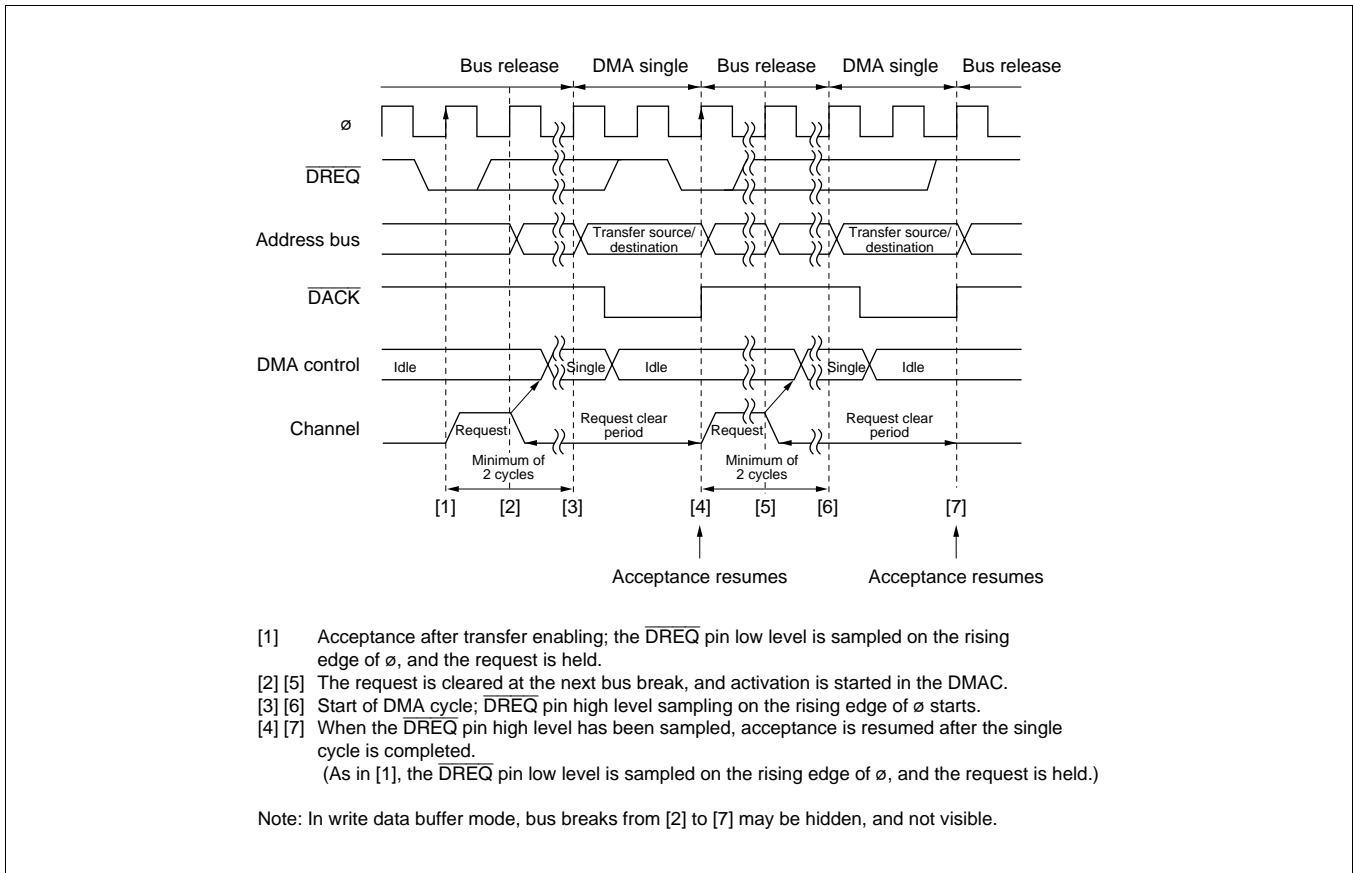 Bus release DMA single Bus release DMA single Bus release
ø
DREQ
Address bus Transfer source/ destination Transfer source/ destination
DACK
DMA control Idle Single Idle Single Idle
Channel Request Request clear period Request Request clear period
Minimum of 2 cycles Minimum of 2 cycles
[1] [2] [3] [4] [5] [6] [7]
Acceptance resumes Acceptance resumes
[1] Acceptance after transfer enabling; the DREQ pin low level is sampled on the rising
edge of ø, and the request is held.
[2] [5] The request is cleared at the next bus break, and activation is started in the DMAC.
[3] [6] Start of DMA cycle; DREQ pin high level sampling on the rising edge of ø starts.
[4] [7] When the DREQ pin high level has been sampled, acceptance is resumed after the single
cycle is completed.
(As in [1], the DREQ pin low level is sampled on the rising edge of ø, and the request is held.)
Note: In write data buffer mode, bus breaks from [2] to [7] may be hidden, and not visible.